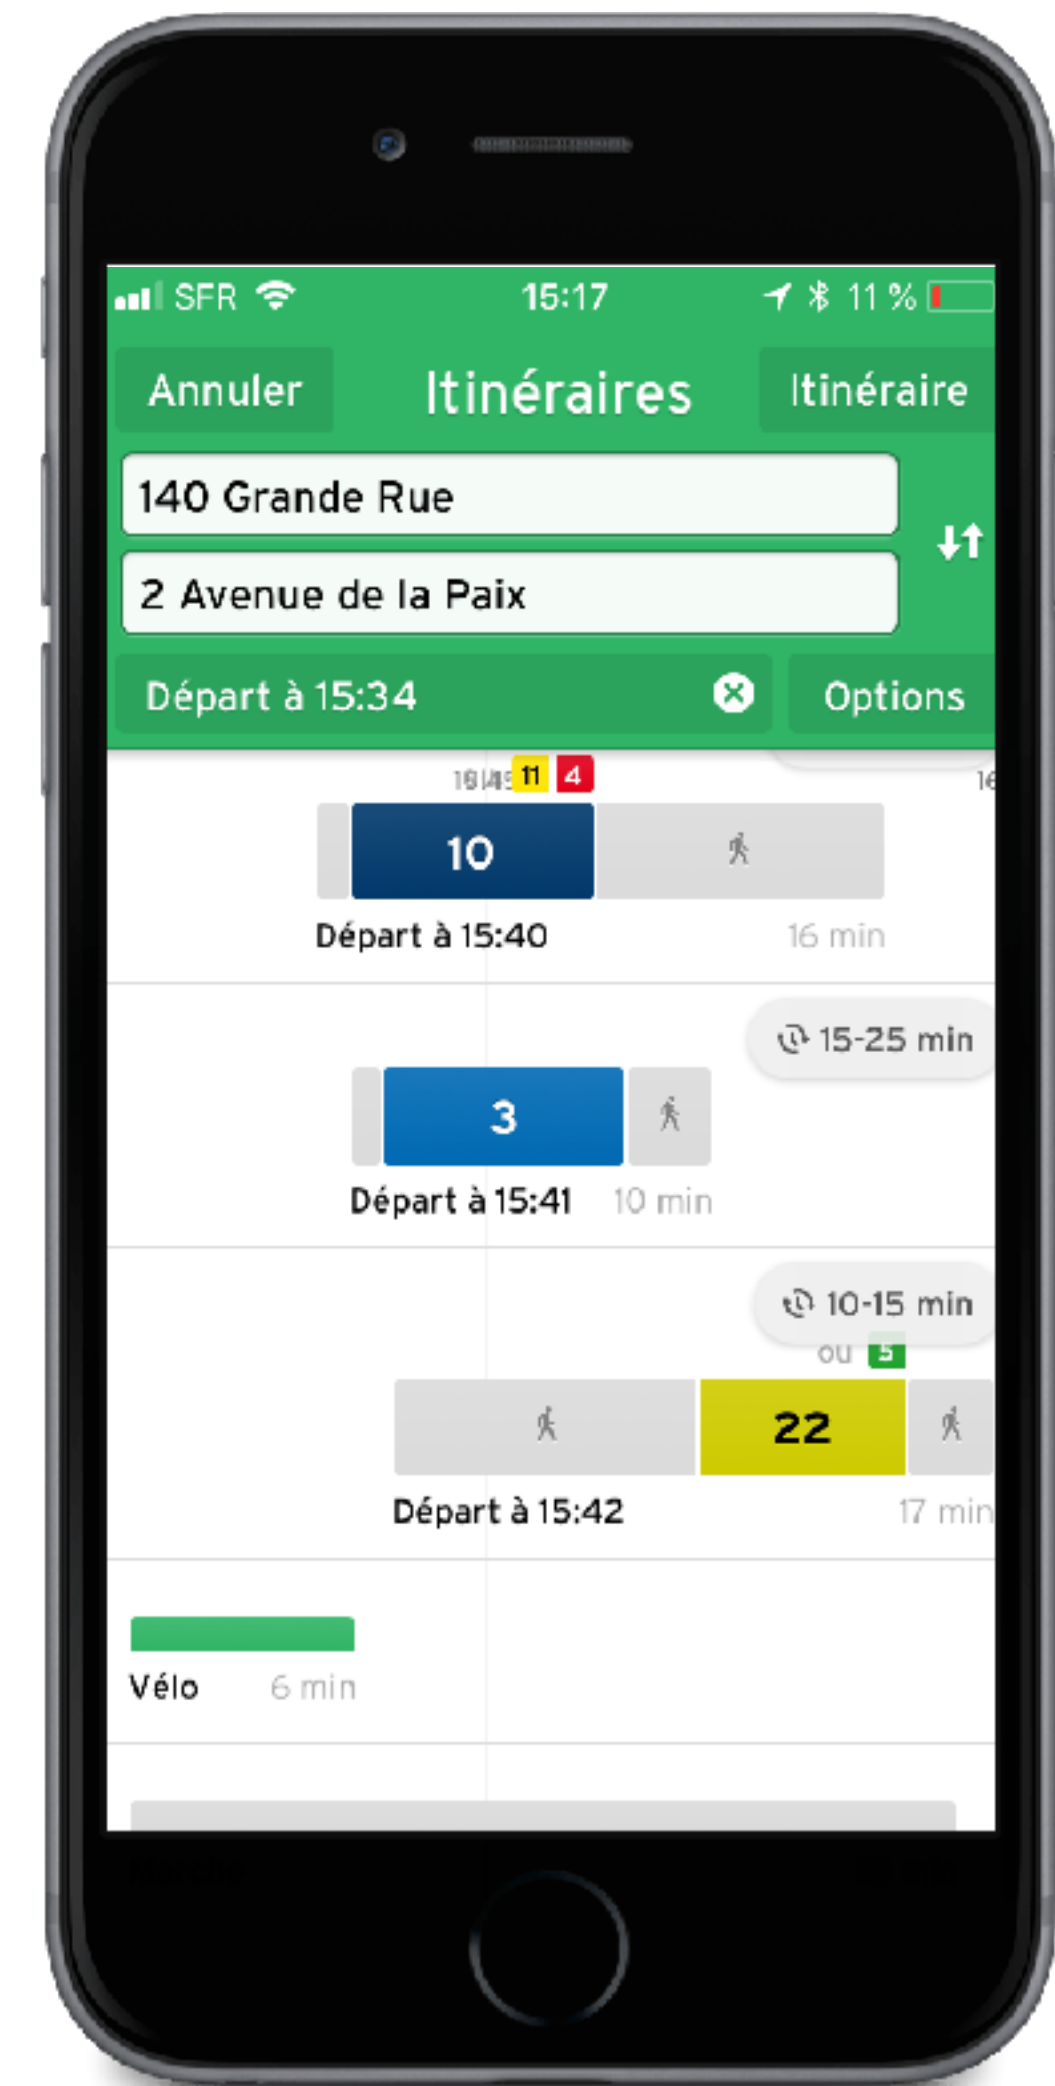 SFR 15:17 11 %
Annuler Itinéraires Itinéraire
140 Grande Rue
2 Avenue de la Paix
Départ à 15:34 Options
11 4
10
Départ à 15:40 16 min
15-25 min
3
Départ à 15:41 10 min
10-15 min
ou 5
22
Départ à 15:42 17 min
Vélo 6 min